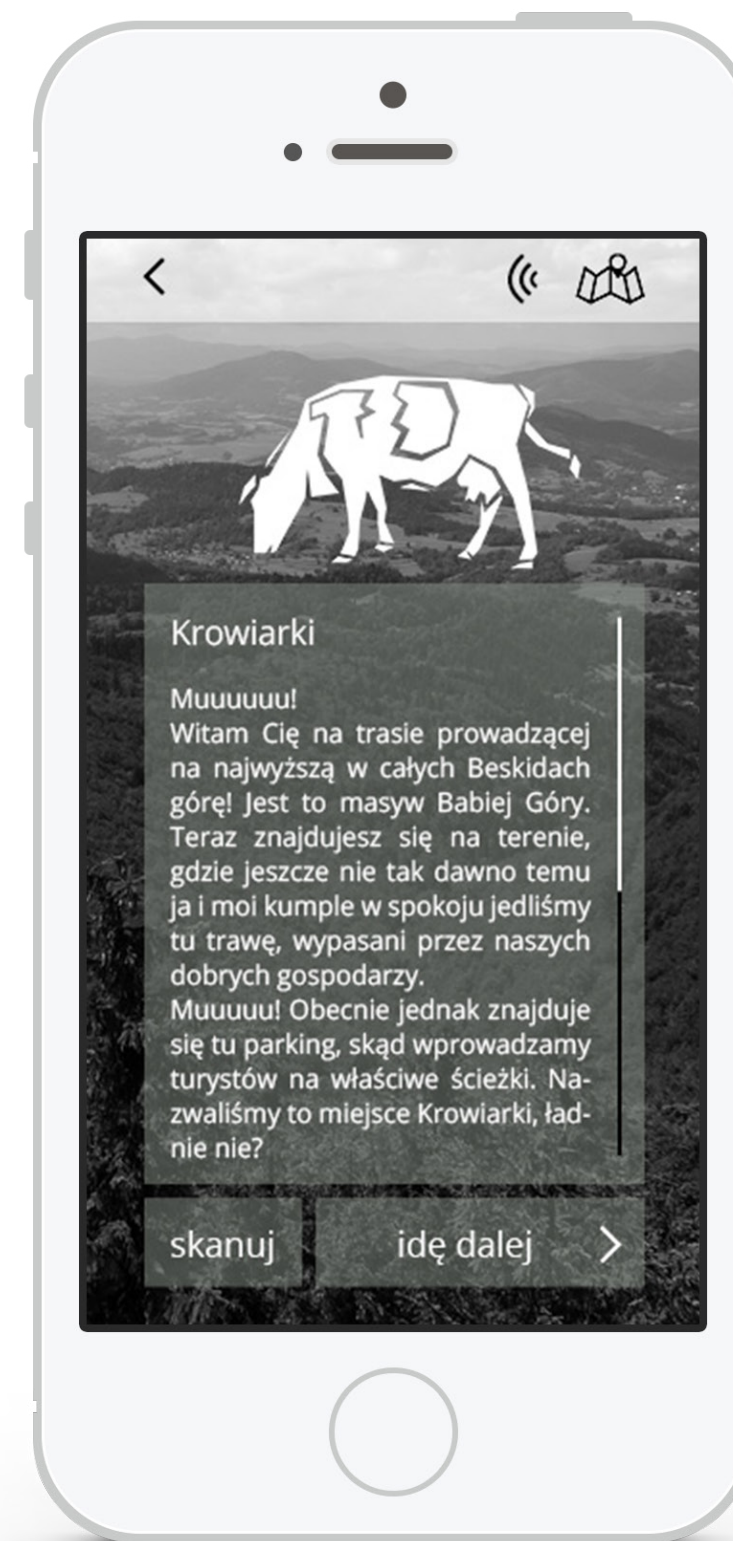 Krowiarki
Muuuuuu!
Witam Cię na trasie prowadzącej
na najwyższą w całych Beskidach
górę! Jest to masyw Babiej Góry.
Teraz znajdujesz się na terenie,
gdzie jeszcze nie tak dawno temu
ja i moi kumple w spokoju jedliśmy
tu trawę, wypasani przez naszych
dobrych gospodarzy.
Muuuuu! Obecnie jednak znajduje
się tu parking, skąd wprowadzamy
turystów na właściwe ścieżki. Na-
zwaliśmy to miejsce Krowiarki, ład-
nie nie?
skanuj
idę dalej